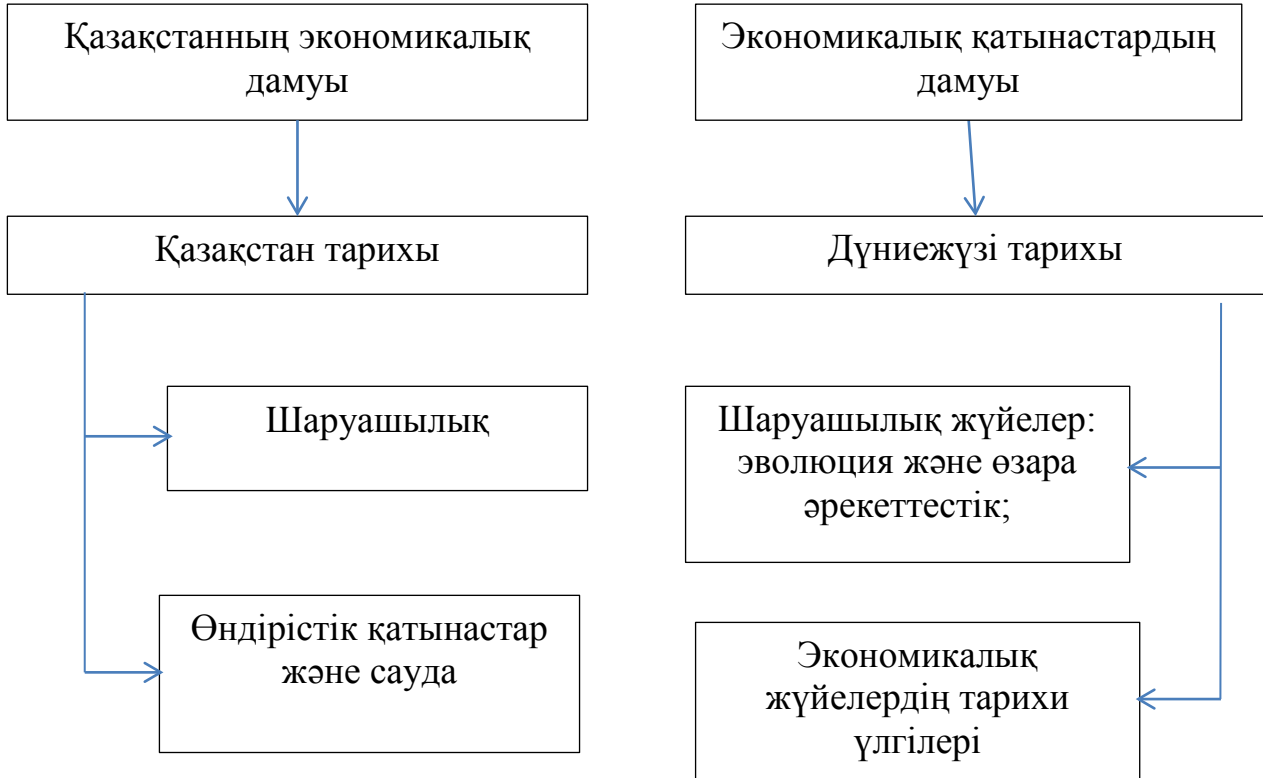 Қазақстанның экономикалық
дамуы
Экономикалық қатынастардың
дамуы
Қазақстан тарихы
Дүниежүзі тарихы
Шаруашылық
Шаруашылық жүйелер:
эволюция және өзара
әрекеттестік;
Өндірістік қатынастар
және сауда
Экономикалық
жүйелердің тарихи
үлгілері